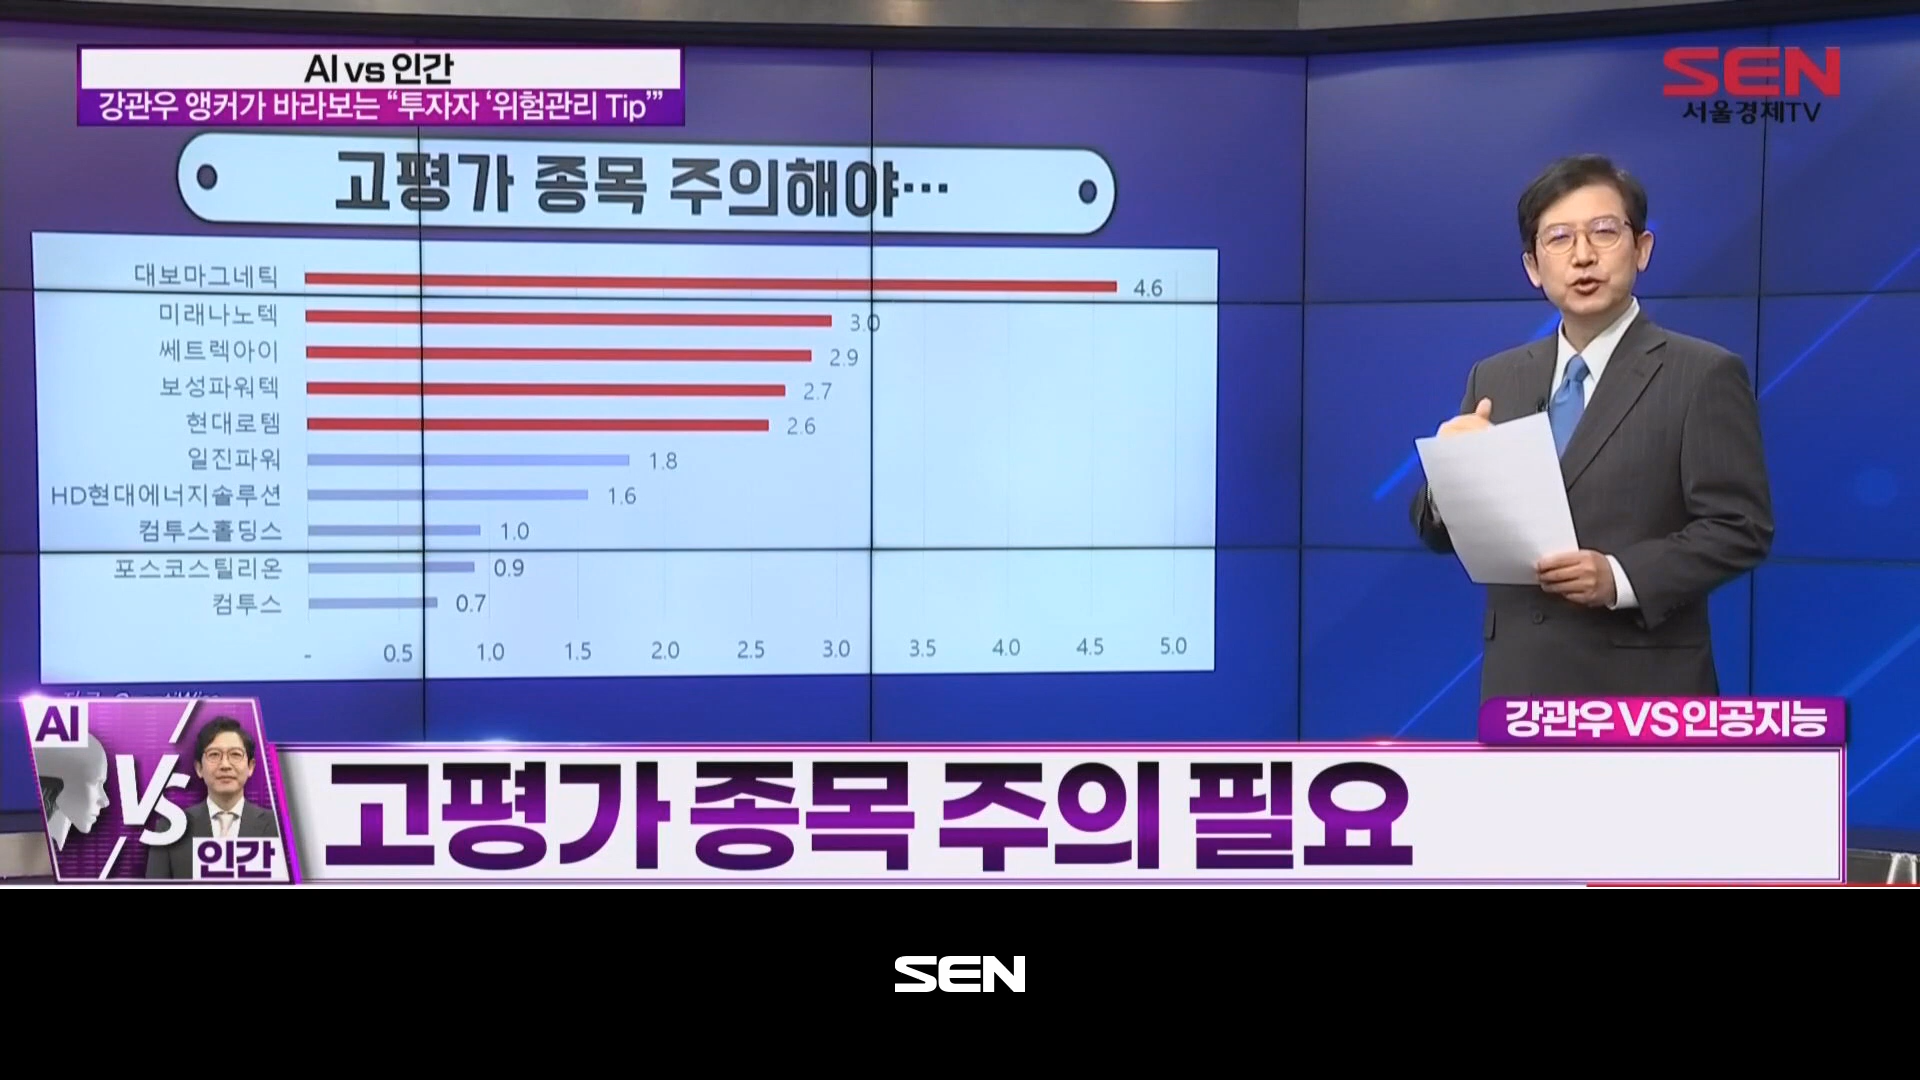 AI vs 인간
강관우 앵커가 바라보는 “투자자 ‘위험관리 Tip’”
SEN
서울경제TV
고평가 종목 주의해야…
대보마그네틱 4.6
미래나노텍 3.0
쎄트렉아이 2.9
보성파워텍 2.7
현대로템 2.6
일진파워 1.8
HD현대에너지솔루션 1.6
컴투스홀딩스 1.0
포스코스틸리온 0.9
컴투스 0.7
- 0.5 1.0 1.5 2.0 2.5 3.0 3.5 4.0 4.5 5.0
강관우 VS 인공지능
AI
VS
인간
고평가 종목 주의 필요
SEN